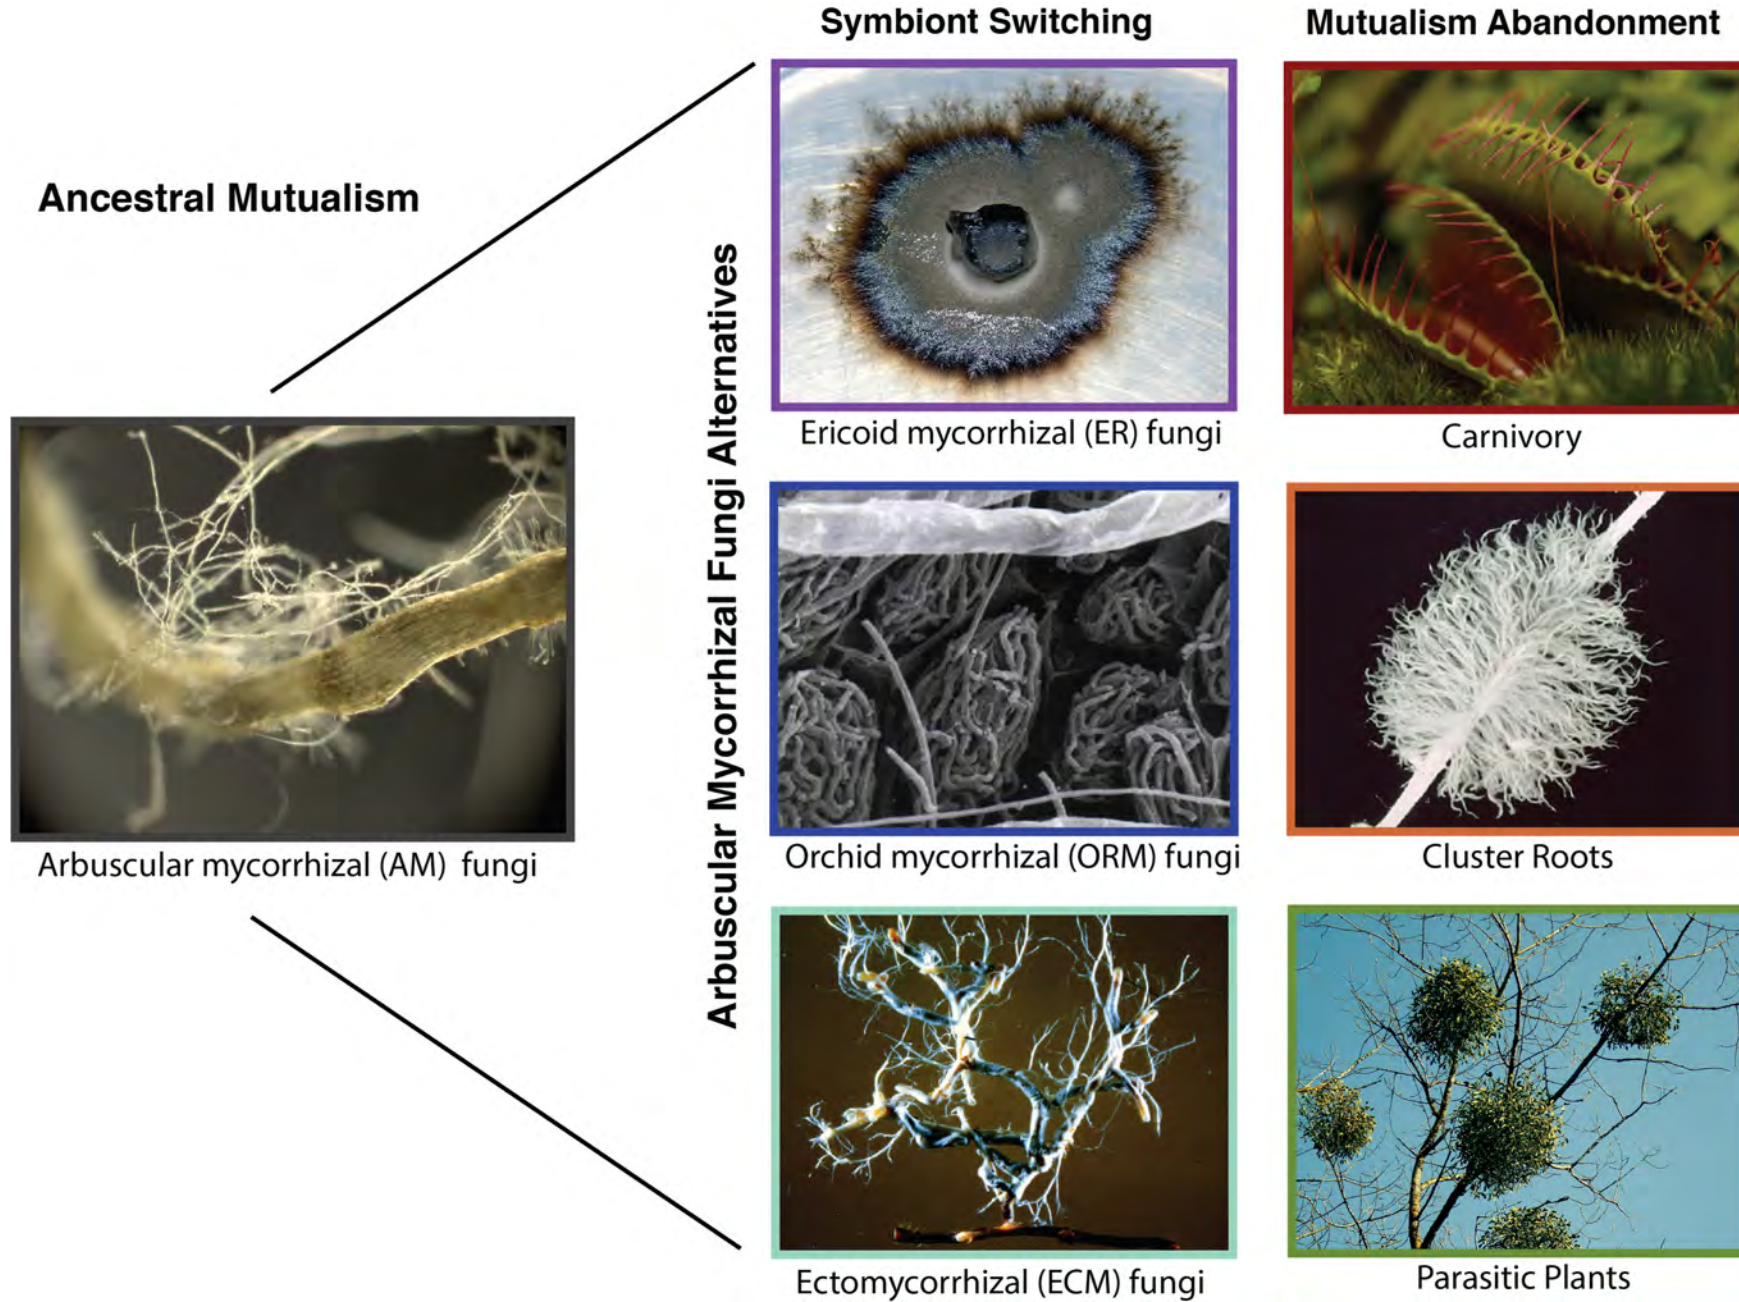 Symbiont Switching
Mutualism Abandonment
Ancestral Mutualism
Arbuscular Mycorrhizal Fungi Alternatives
Ericoid mycorrhizal (ER) fungi
Carnivory
Arbuscular mycorrhizal (AM) fungi
Orchid mycorrhizal (ORM) fungi
Cluster Roots
Ectomycorrhizal (ECM) fungi
Parasitic Plants